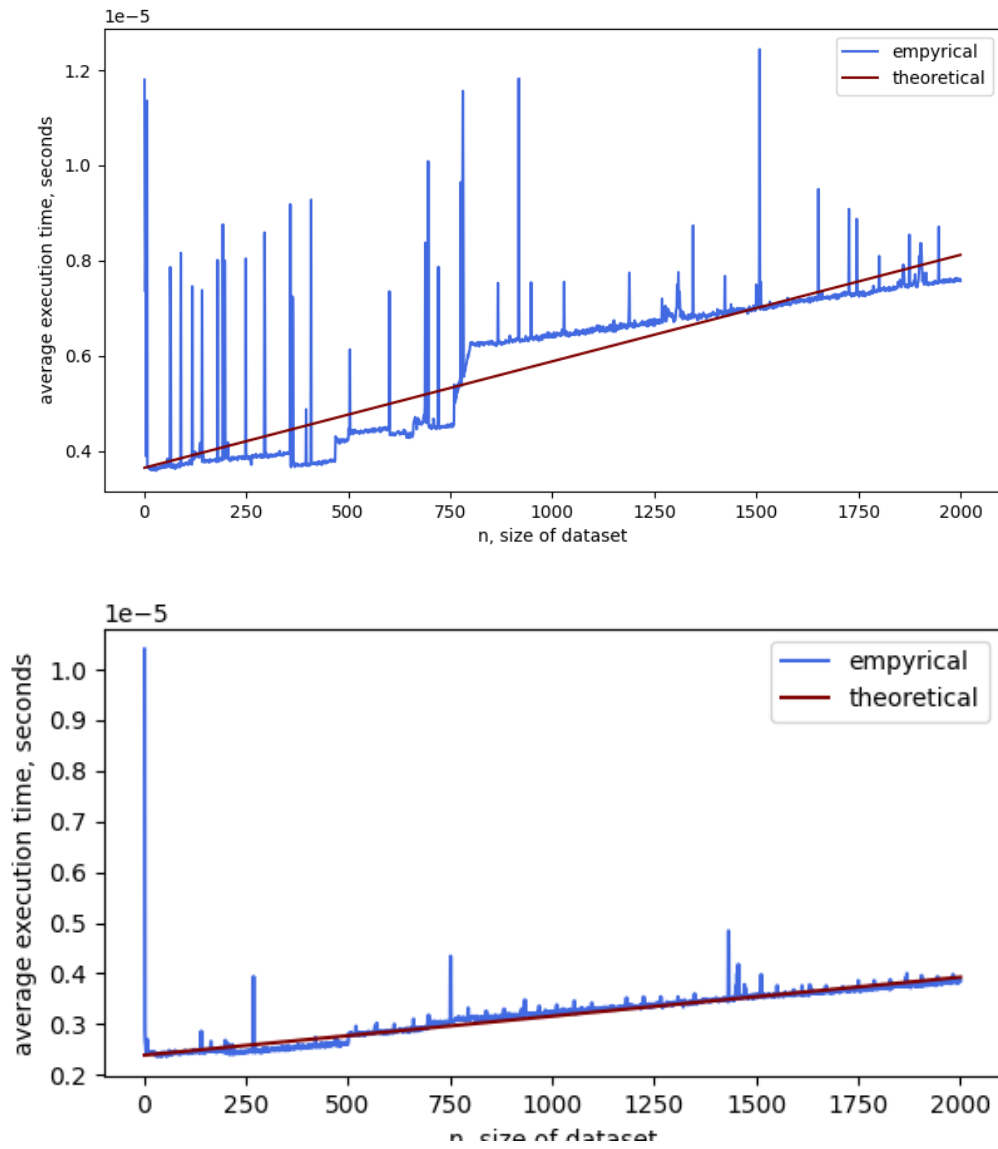 1e−5
1.2
1.0
0.8
0.6
0.4
average execution time, seconds
empyrical
theoretical
0 250 500 750 1000 1250 1500 1750 2000
n, size of dataset
1e−5
1.0
0.9
0.8
0.7
0.6
0.5
0.4
0.3
0.2
average execution time, seconds
empyrical
theoretical
0 250 500 750 1000 1250 1500 1750 2000
n, size of dataset